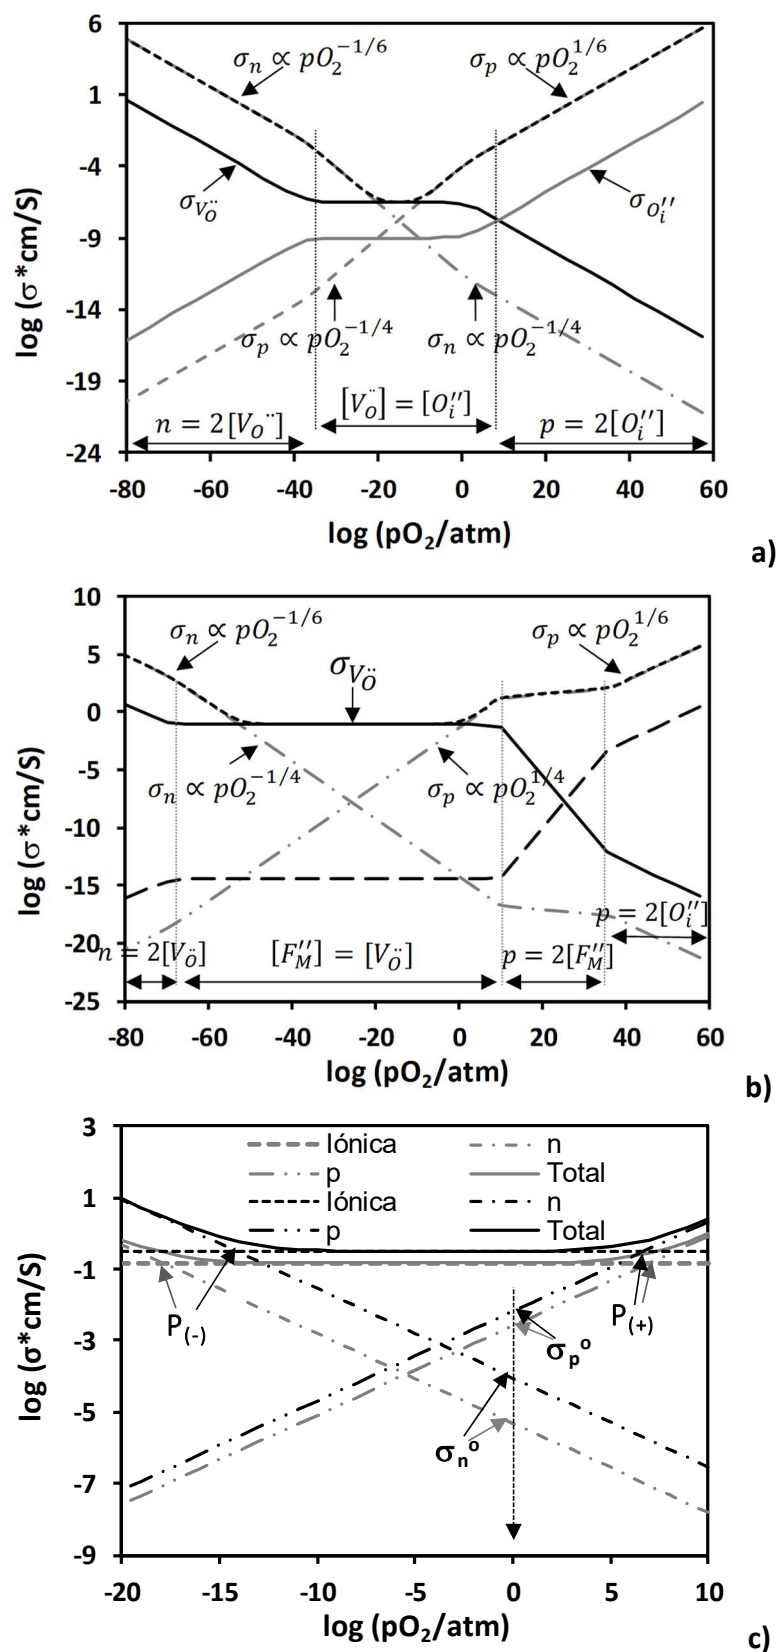 6
1
-4
-9
-14
-19
-24
log (σ*cm/S)
σₙ ∝ pO₂^−1/6
σₚ ∝ pO₂^1/6
σ_V_Ö
σ_O_i''
σₚ ∝ pO₂^−1/4
σₙ ∝ pO₂^−1/4
n = 2[V_O¨]
[V_Ö] = [O_i'']
p = 2[O_i'']
-80 -60 -40 -20 0 20 40 60
log (pO₂/atm)
a)
10
5
0
-5
-10
-15
-20
-25
log (σ*cm/S)
σₙ ∝ pO₂^−1/6
σ_V_Ö
σₚ ∝ pO₂^1/6
σₙ ∝ pO₂^−1/4
σₚ ∝ pO₂^1/4
n = 2[V_Ö]
[F_M''] = [V_Ö]
p = 2[F_M'']
p = 2[O_i'']
-80 -60 -40 -20 0 20 40 60
log (pO₂/atm)
b)
3
1
-1
-3
-5
-7
-9
log (σ*cm/S)
Iónica n
p Total
Iónica n
p Total
P(-)
P(+)
σₚº
σₙº
-20 -15 -10 -5 0 5 10
log (pO₂/atm)
c)